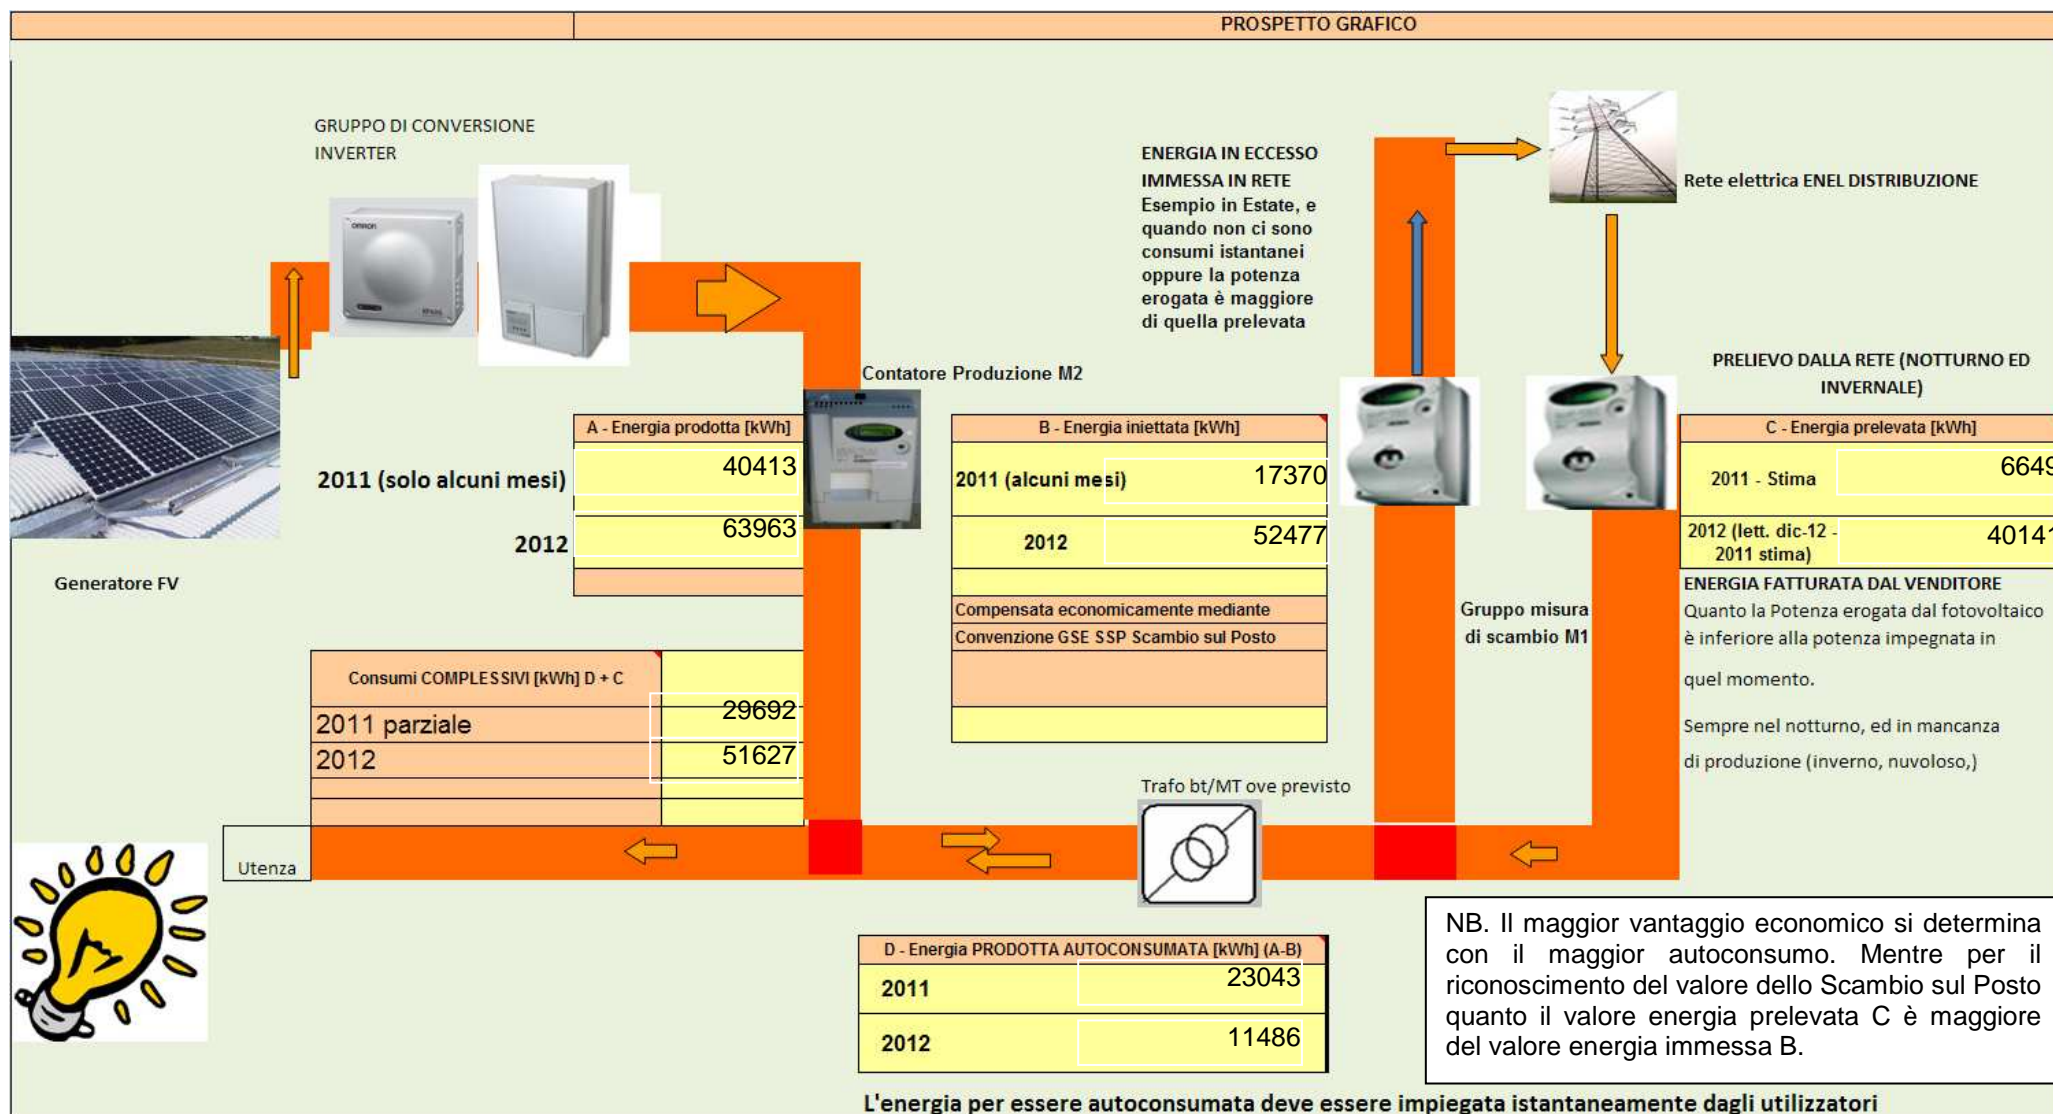 PROSPETTO GRAFICO
GRUPPO DI CONVERSIONE
INVERTER
OMRON
ENERGIA IN ECCESSO
IMMESSA IN RETE
Esempio in Estate, e
quando non ci sono
consumi istantanei
oppure la potenza
erogata è maggiore
di quella prelevata
Rete elettrica ENEL DISTRIBUZIONE
Contatore Produzione M2
PRELIEVO DALLA RETE (NOTTURNO ED
INVERNALE)
A - Energia prodotta [kWh]
2011 (solo alcuni mesi) 40413
2012 63963
Generatore FV
B - Energia iniettata [kWh]
2011 (alcuni mesi) 17370
2012 52477
Compensata economicamente mediante
Convenzione GSE SSP Scambio sul Posto
C - Energia prelevata [kWh]
2011 - Stima 6649
2012 (lett. dic-12 - 40141
2011 stima)
ENERGIA FATTURATA DAL VENDITORE
Quanto la Potenza erogata dal fotovoltaico
è inferiore alla potenza impegnata in
quel momento.
Sempre nel notturno, ed in mancanza
di produzione (inverno, nuvoloso,)
Gruppo misura
di scambio M1
Consumi COMPLESSIVI [kWh] D + C
2011 parziale 29692
2012 51627
Trafo bt/MT ove previsto
Utenza
D - Energia PRODOTTA AUTOCONSUMATA [kWh] (A-B)
2011 23043
2012 11486
NB. Il maggior vantaggio economico si determina
con il maggior autoconsumo. Mentre per il
riconoscimento del valore dello Scambio sul Posto
quanto il valore energia prelevata C è maggiore
del valore energia immessa B.
L'energia per essere autoconsumata deve essere impiegata istantaneamente dagli utilizzatori